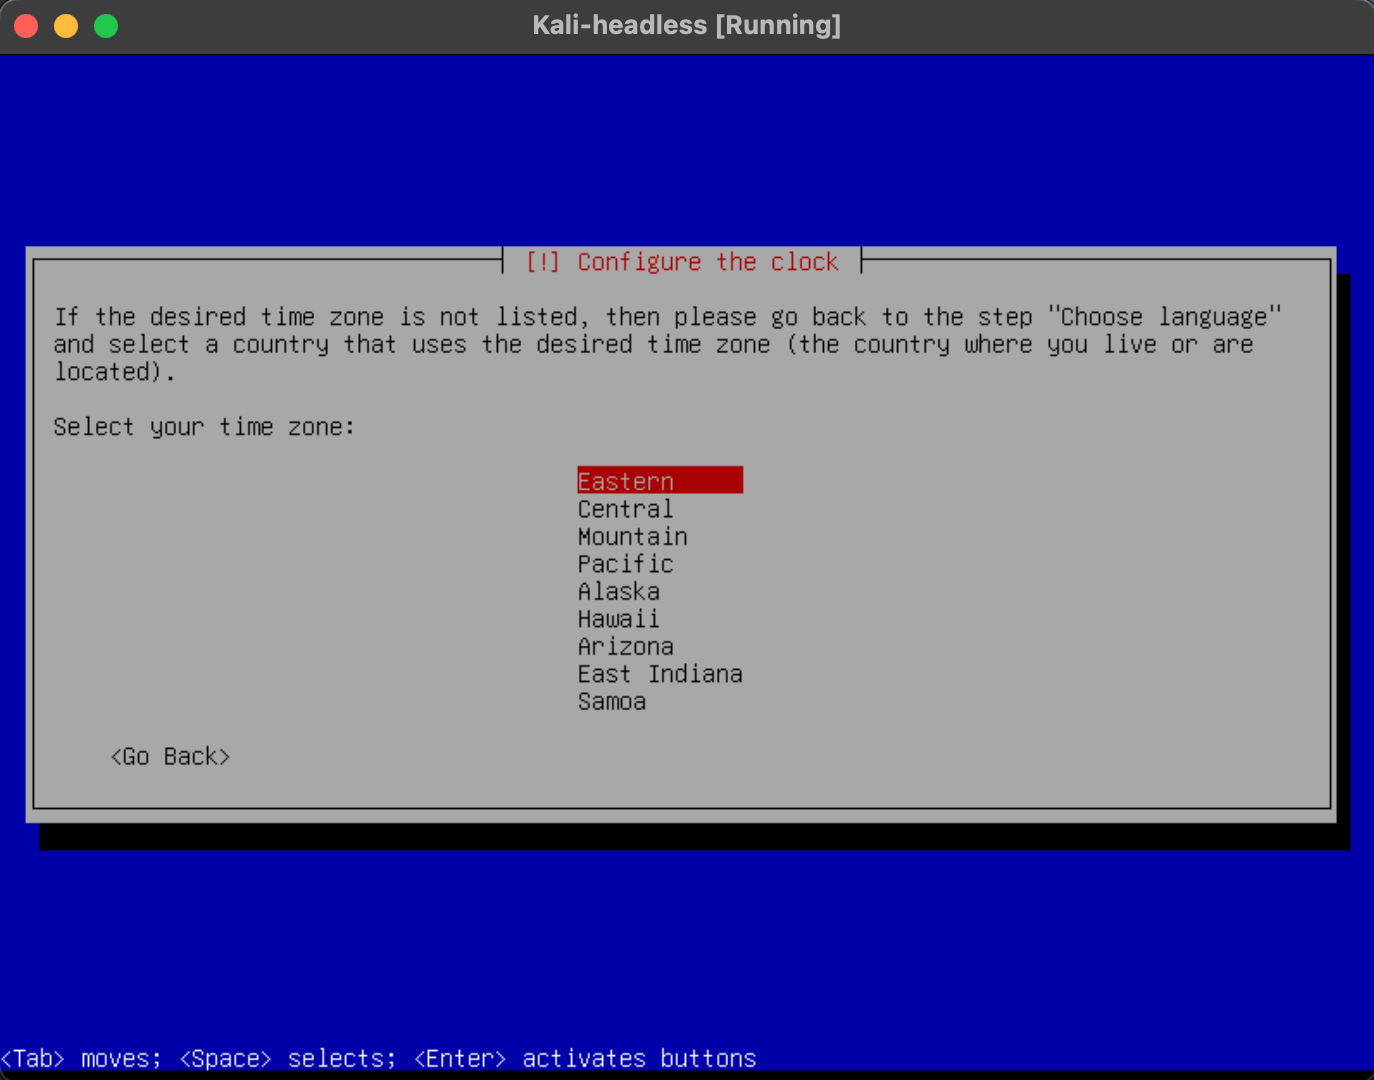 Kali-headless [Running]
[!] Configure the clock
If the desired time zone is not listed, then please go back to the step "Choose language"
and select a country that uses the desired time zone (the country where you live or are
located).
Select your time zone:
Eastern
Central
Mountain
Pacific
Alaska
Hawaii
Arizona
East Indiana
Samoa
<Go Back>
<Tab> moves; <Space> selects; <Enter> activates buttons